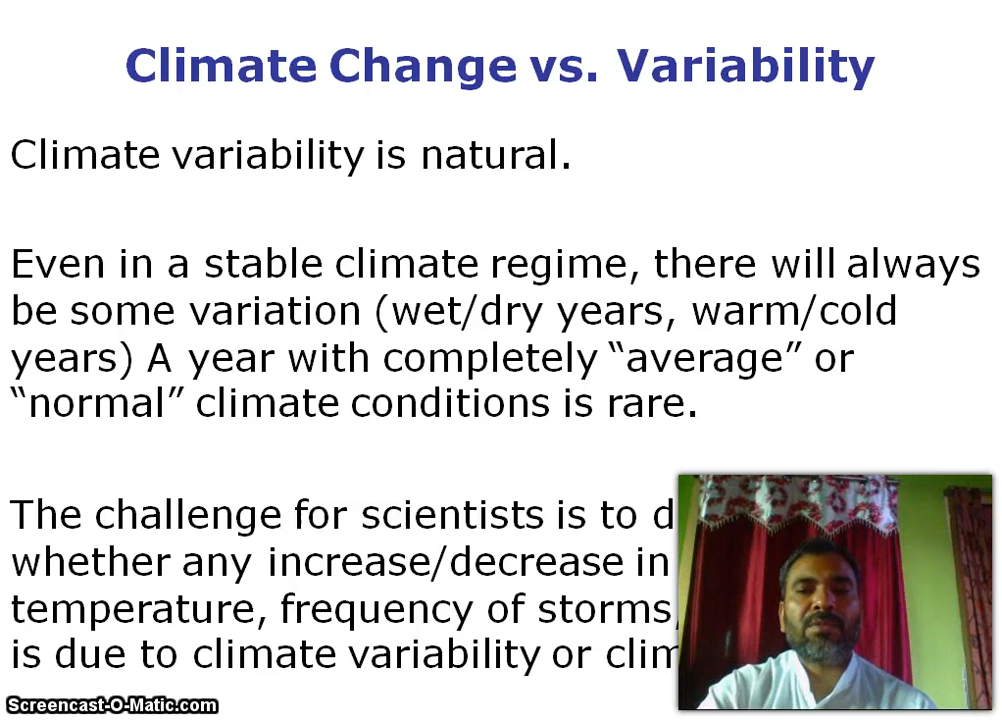 Climate Change vs. Variability
Climate variability is natural.
Even in a stable climate regime, there will always
be some variation (wet/dry years, warm/cold
years) A year with completely “average” or
“normal” climate conditions is rare.
The challenge for scientists is to
whether any increase/decrease in
temperature, frequency of storms,
is due to climate variability or
Screencast-O-Matic.com